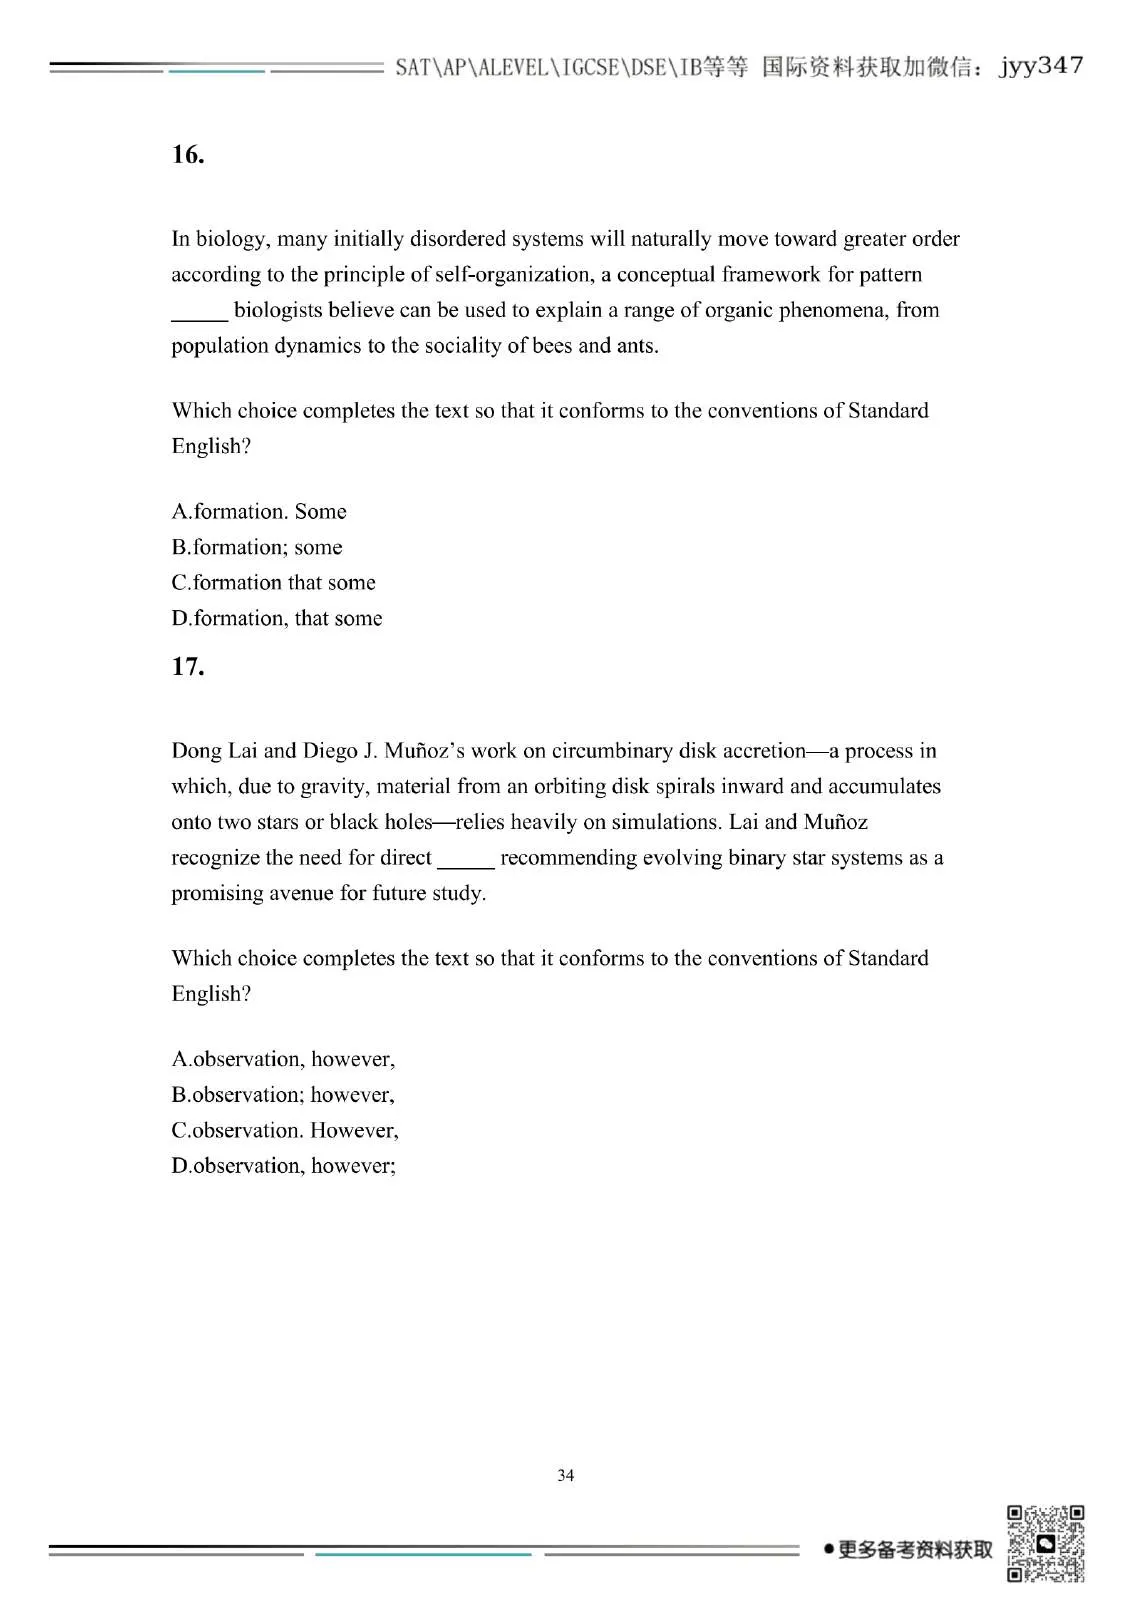 SAT\AP\ALEVEL\IGCSE\DSE\IB等等 国际资料获取加微信：jyy347
16.
In biology, many initially disordered systems will naturally move toward greater order
according to the principle of self-organization, a conceptual framework for pattern
_____ biologists believe can be used to explain a range of organic phenomena, from
population dynamics to the sociality of bees and ants.
Which choice completes the text so that it conforms to the conventions of Standard
English?
A.formation. Some
B.formation; some
C.formation that some
D.formation, that some
17.
Dong Lai and Diego J. Muñoz’s work on circumbinary disk accretion—a process in
which, due to gravity, material from an orbiting disk spirals inward and accumulates
onto two stars or black holes—relies heavily on simulations. Lai and Muñoz
recognize the need for direct _____ recommending evolving binary star systems as a
promising avenue for future study.
Which choice completes the text so that it conforms to the conventions of Standard
English?
A.observation, however,
B.observation; however,
C.observation. However,
D.observation, however;
34
●更多备考资料获取